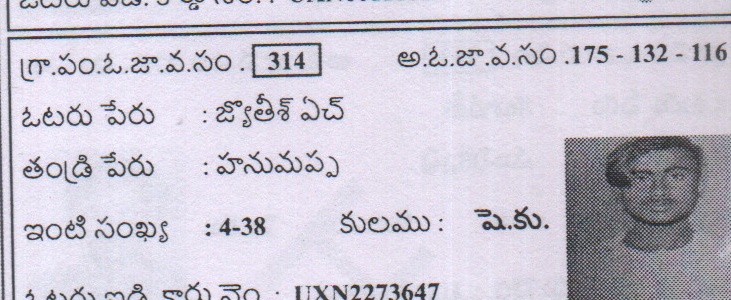 గ్రా.పం.ఓ.జా.వ.సం. 314 అ.ఓ.జా.వ.సం .175 - 132 - 116
ఓటరు పేరు : జ్యోతీశ్ ఏచ్
తండ్రి పేరు : హనుమప్ప
ఇంటి సంఖ్య : 4-38 కులము : షె.కు.
ఓటరు ఐడి. కార్డు నెం : UXN2273647